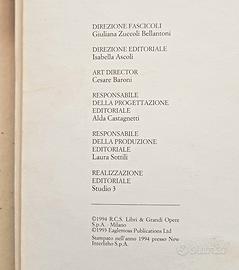 DIREZIONE FASCICOLI
Giuliana Zuccoli Bellantoni
DIREZIONE EDITORIALE
Isabella Ascoli
ART DIRECTOR
Cesare Baroni
RESPONSABILE
DELLA PROGETTAZIONE
EDITORIALE
Alda Castagnetti
RESPONSABILE
DELLA PRODUZIONE
EDITORIALE
Laura Sottili
REALIZZAZIONE
EDITORIALE
Studio 3
©1994 R.C.S. Libri & Grandi Opere
S.p.A. - Milano
©1993 Eaglemoss Publications Ltd
Stampato nell'anno 1994 presso New
Interlitho S.p.A.
subito